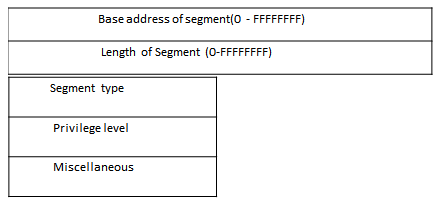 Base address of segment(0 - FFFFFFFF)
Length of Segment (0-FFFFFFFF)
Segment type
Privilege level
Miscellaneous